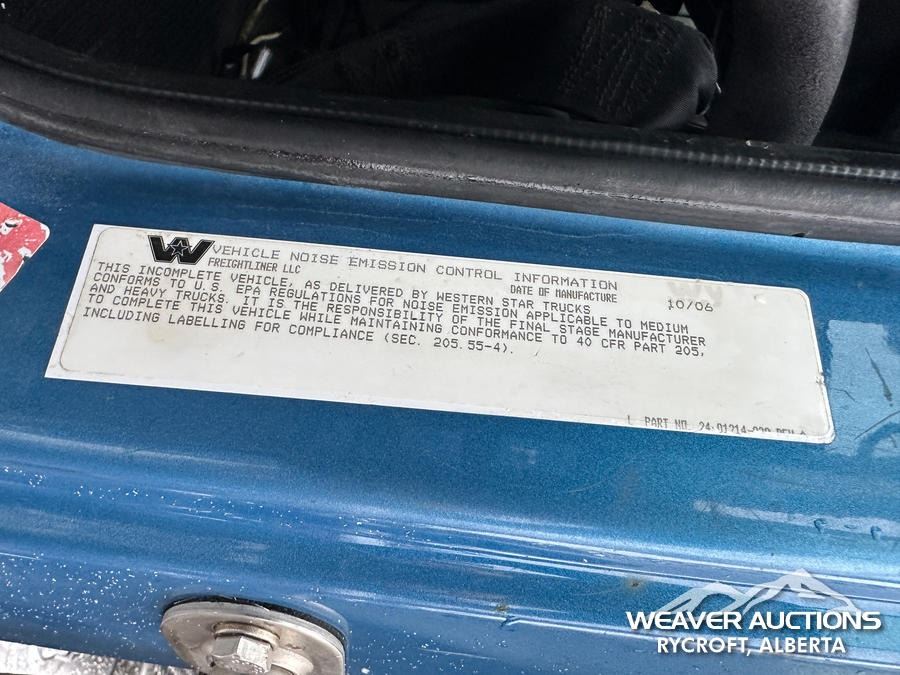 W VEHICLE NOISE EMISSION CONTROL INFORMATION
FREIGHTLINER LLC DATE OF MANUFACTURE 10/06
THIS INCOMPLETE VEHICLE, AS DELIVERED BY WESTERN STAR TRUCKS
CONFORMS TO U.S. EPA REGULATIONS FOR NOISE EMISSION APPLICABLE TO MEDIUM
AND HEAVY TRUCKS. IT IS THE RESPONSIBILITY OF THE FINAL STAGE MANUFACTURER
TO COMPLETE THIS VEHICLE WHILE MAINTAINING CONFORMANCE TO 40 CFR PART 205,
INCLUDING LABELLING FOR COMPLIANCE (SEC. 205.55-4).
PART NO.
WEAVER AUCTIONS
RYCROFT, ALBERTA